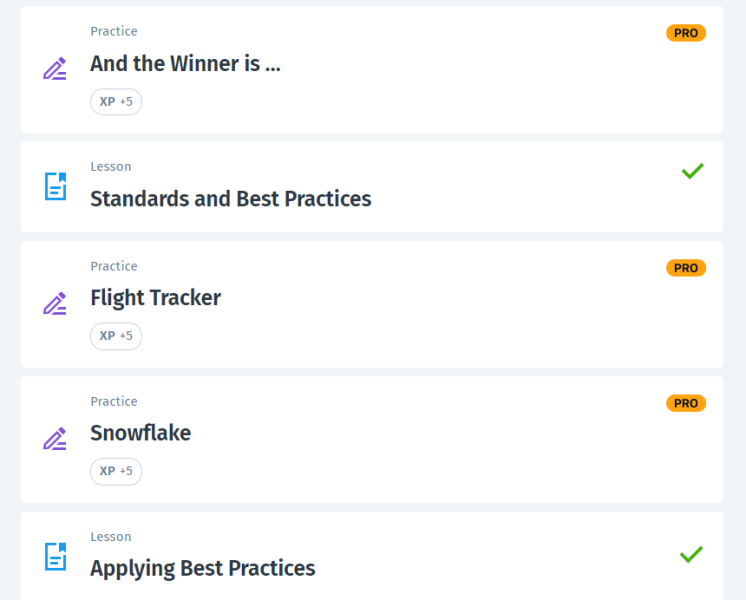 Practice
PRO
And the Winner is ...
XP +5
Lesson
Standards and Best Practices
Practice
PRO
Flight Tracker
XP +5
Practice
PRO
Snowflake
XP +5
Lesson
Applying Best Practices